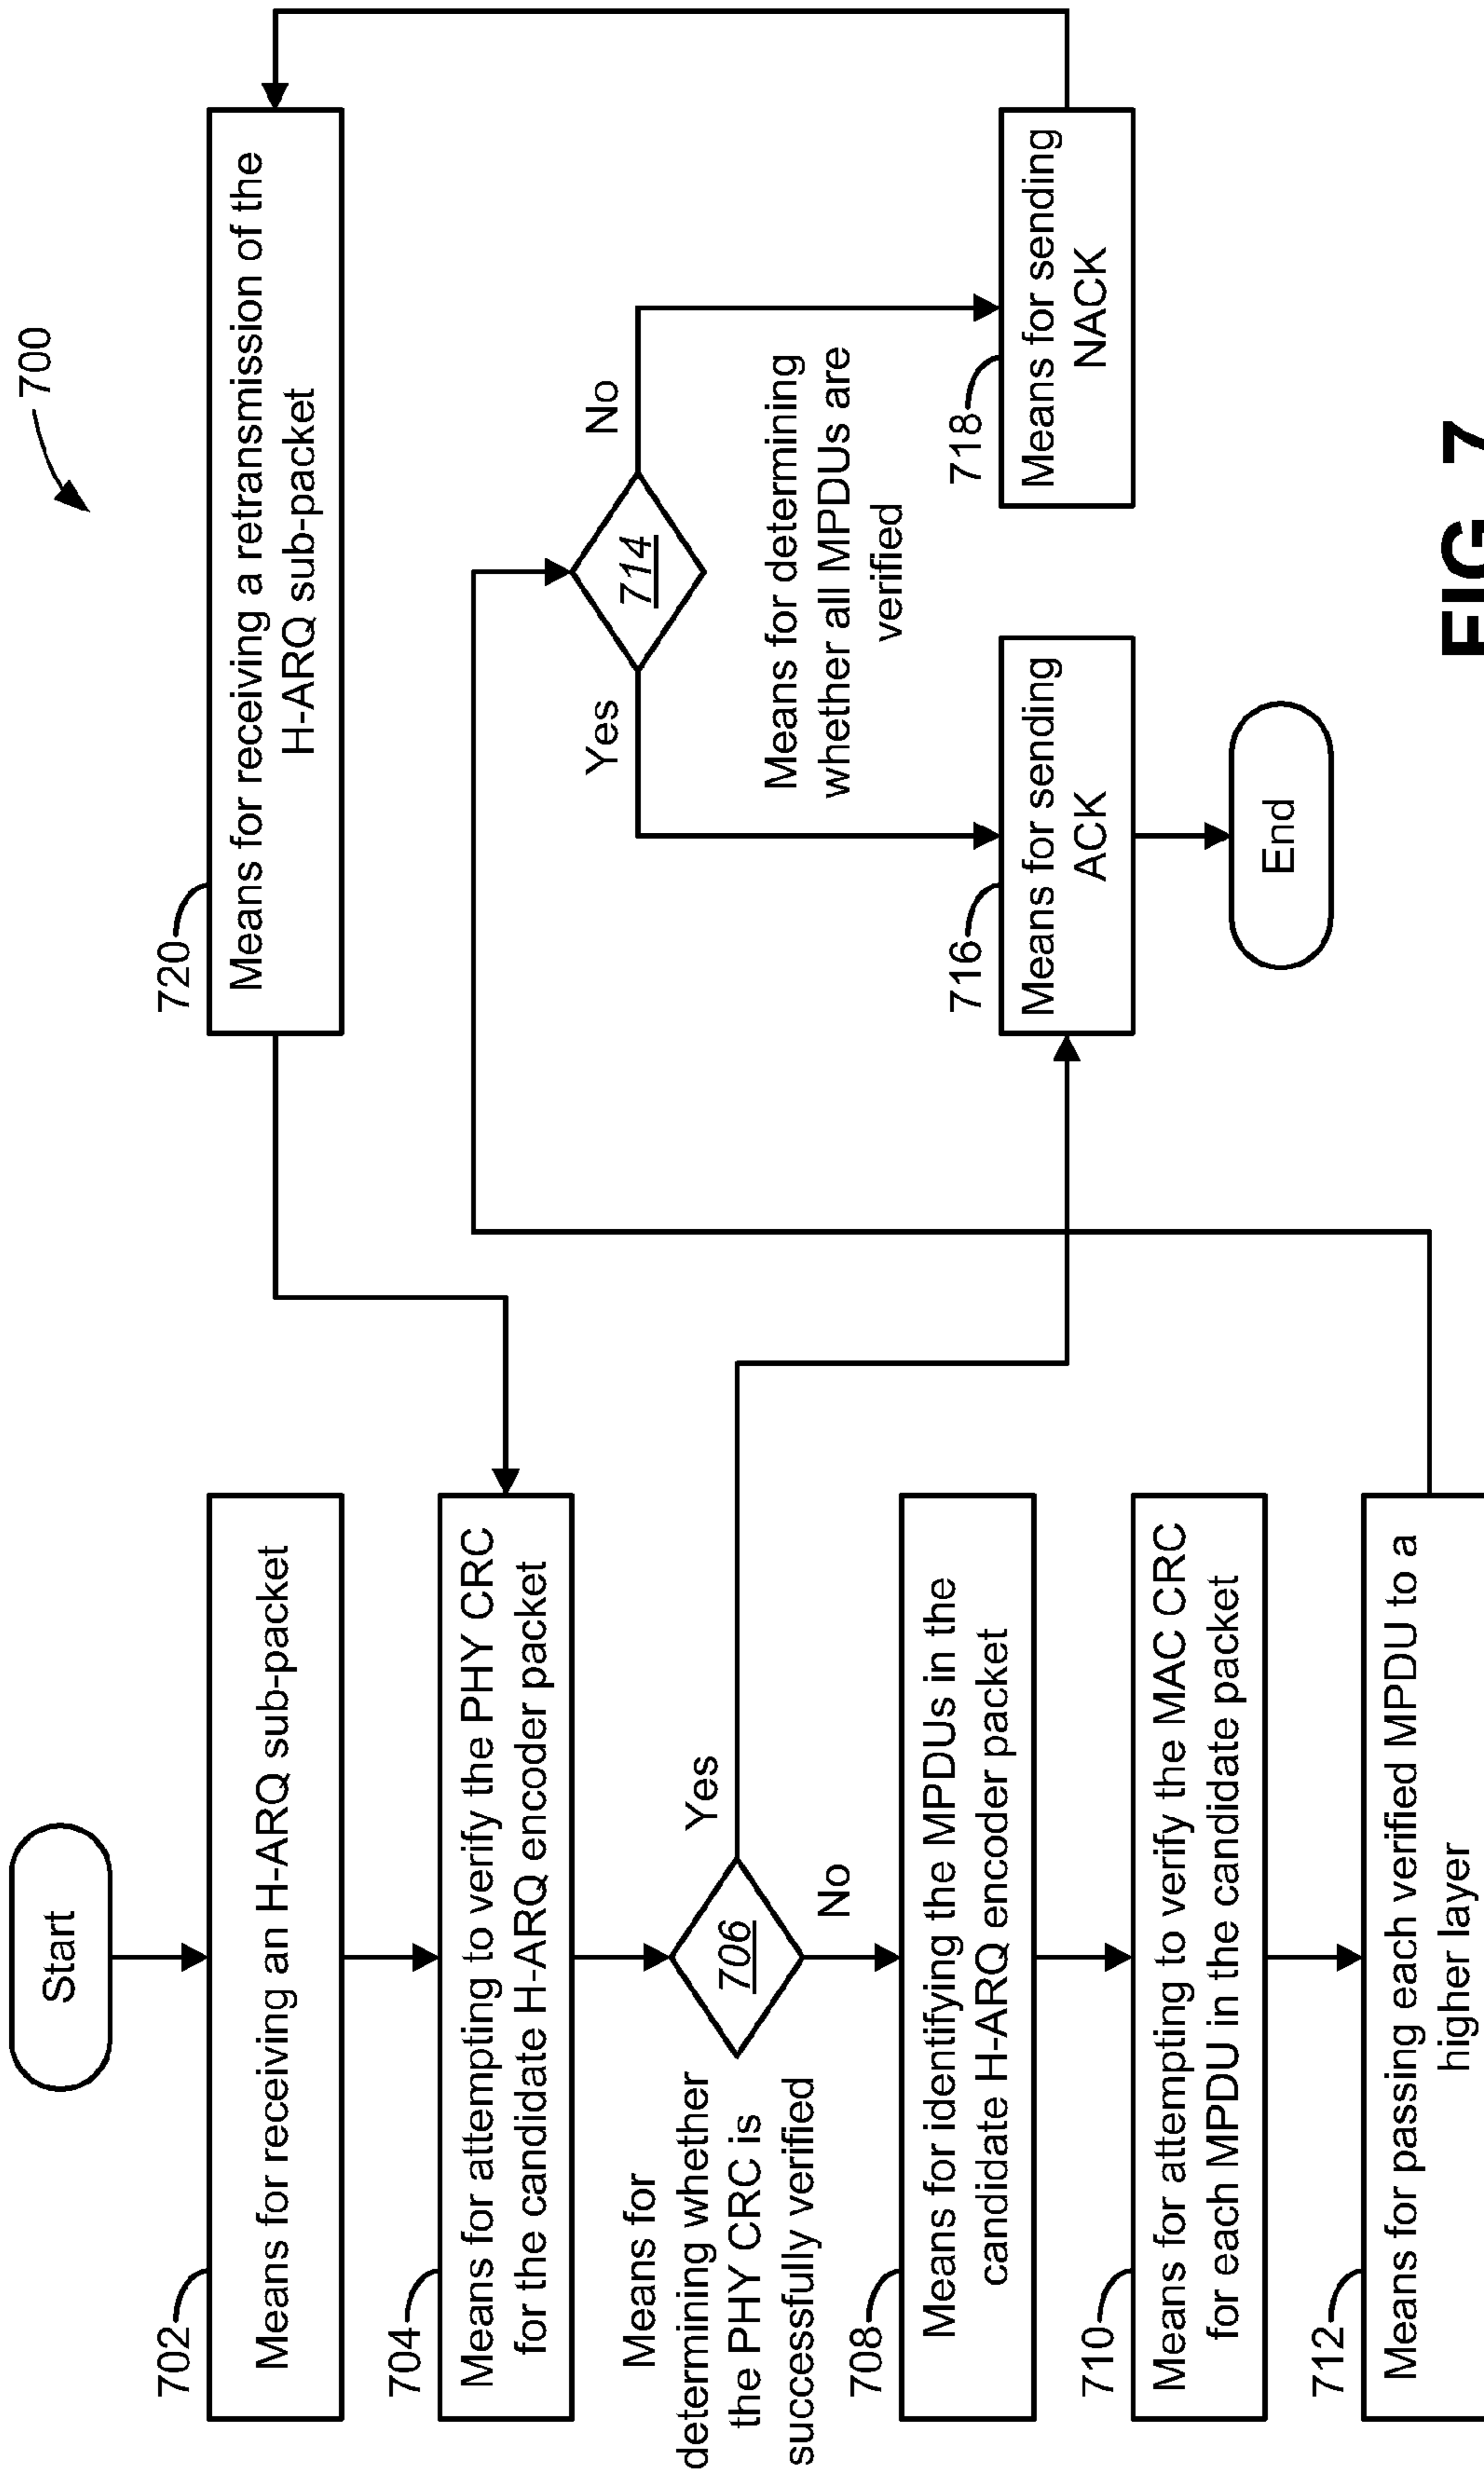 700
Start
702
Means for receiving an H-ARQ sub-packet
704
Means for attempting to verify the PHY CRC
for the candidate H-ARQ encoder packet
Means for
determining whether
the PHY CRC is
successfully verified
706
Yes
No
708
Means for identifying the MPDUs in the
candidate H-ARQ encoder packet
710
Means for attempting to verify the MAC CRC
for each MPDU in the candidate packet
712
Means for passing each verified MPDU to a
higher layer
720
Means for receiving a retransmission of the
H-ARQ sub-packet
714
Yes
No
Means for determining
whether all MPDUs are
verified
716
Means for sending
ACK
718
Means for sending
NACK
End
FIG 7